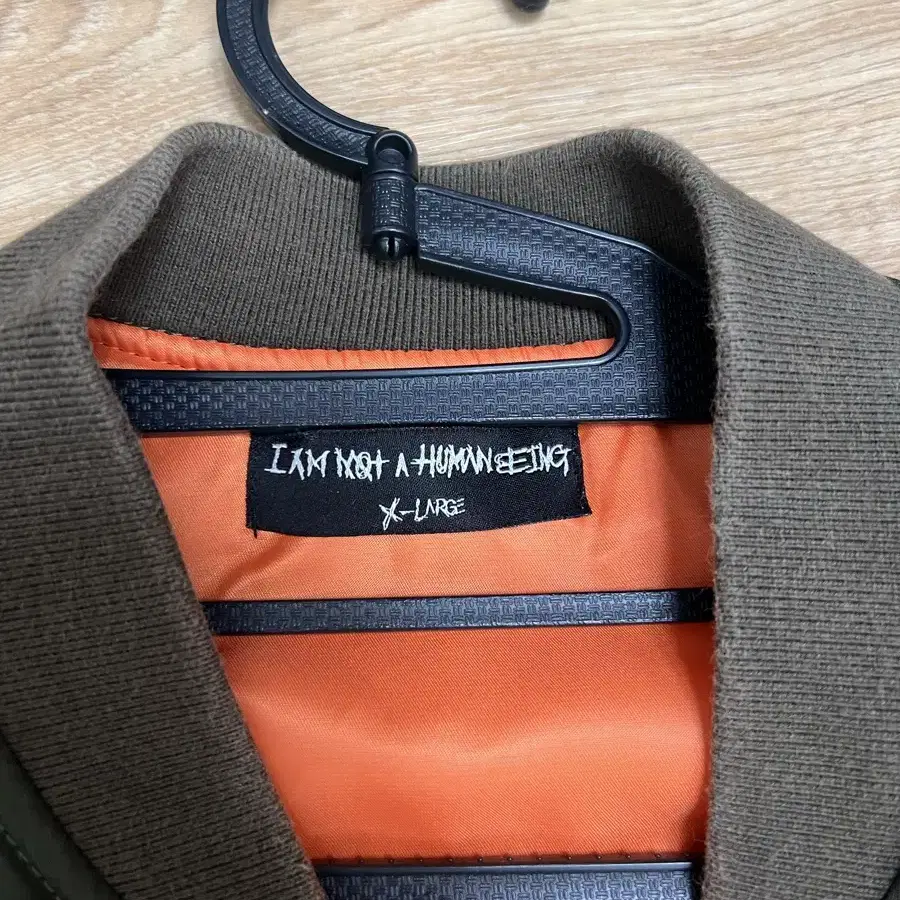 I AM NOT A HUMAN BEING
X-LARGE